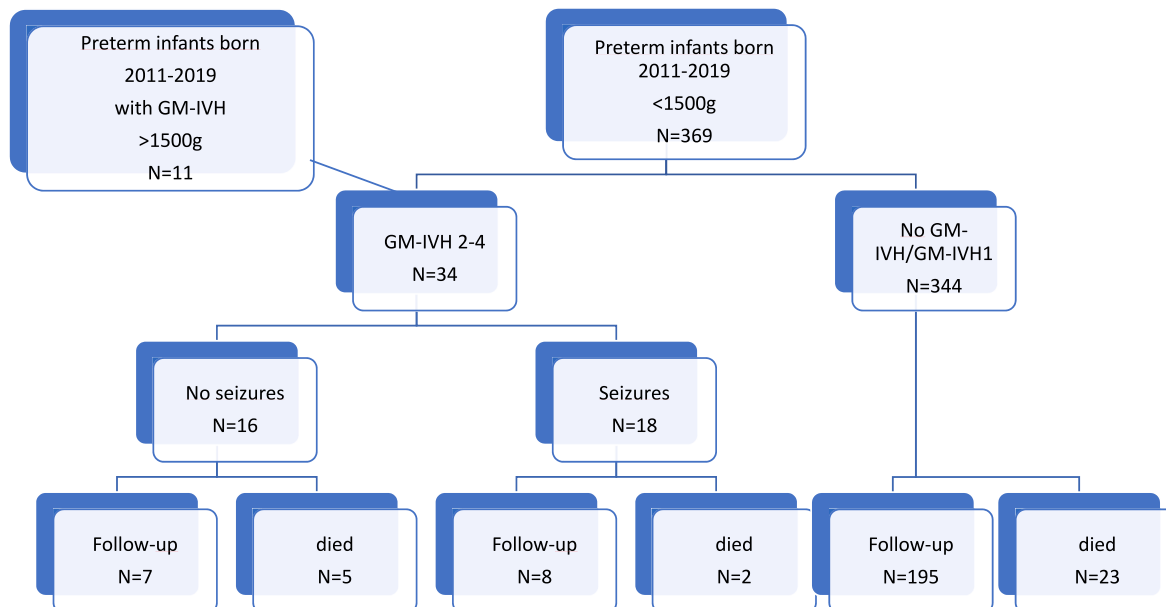 Preterm infants born
2011-2019
with GM-IVH
>1500g
N=11
Preterm infants born
2011-2019
<1500g
N=369
GM-IVH 2-4
N=34
No GM-
IVH/GM-IVH1
N=344
No seizures
N=16
Seizures
N=18
Follow-up
N=7
died
N=5
Follow-up
N=8
died
N=2
Follow-up
N=195
died
N=23